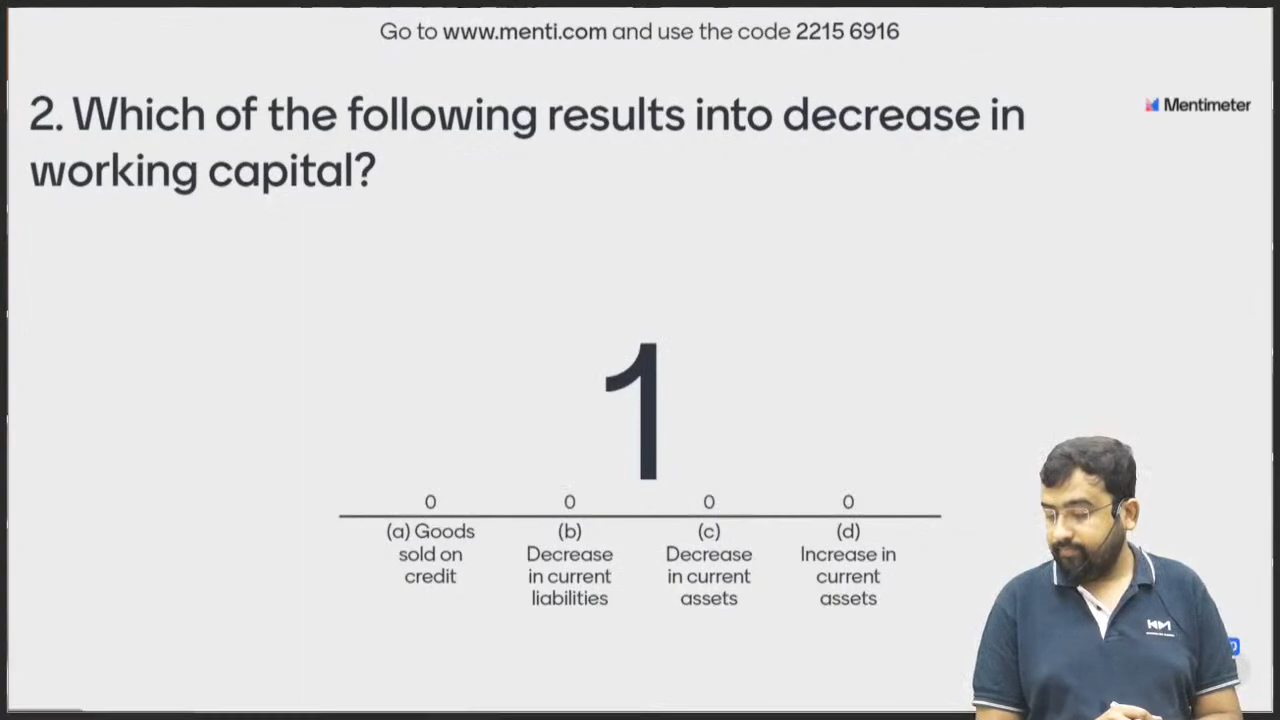 Go to www.menti.com and use the code 2215 6916
2. Which of the following results into decrease in
working capital?
Mentimeter
1
0 0 0 0
(a) Goods
sold on
credit
(b)
Decrease
in current
liabilities
(c)
Decrease
in current
assets
(d)
Increase in
current
assets